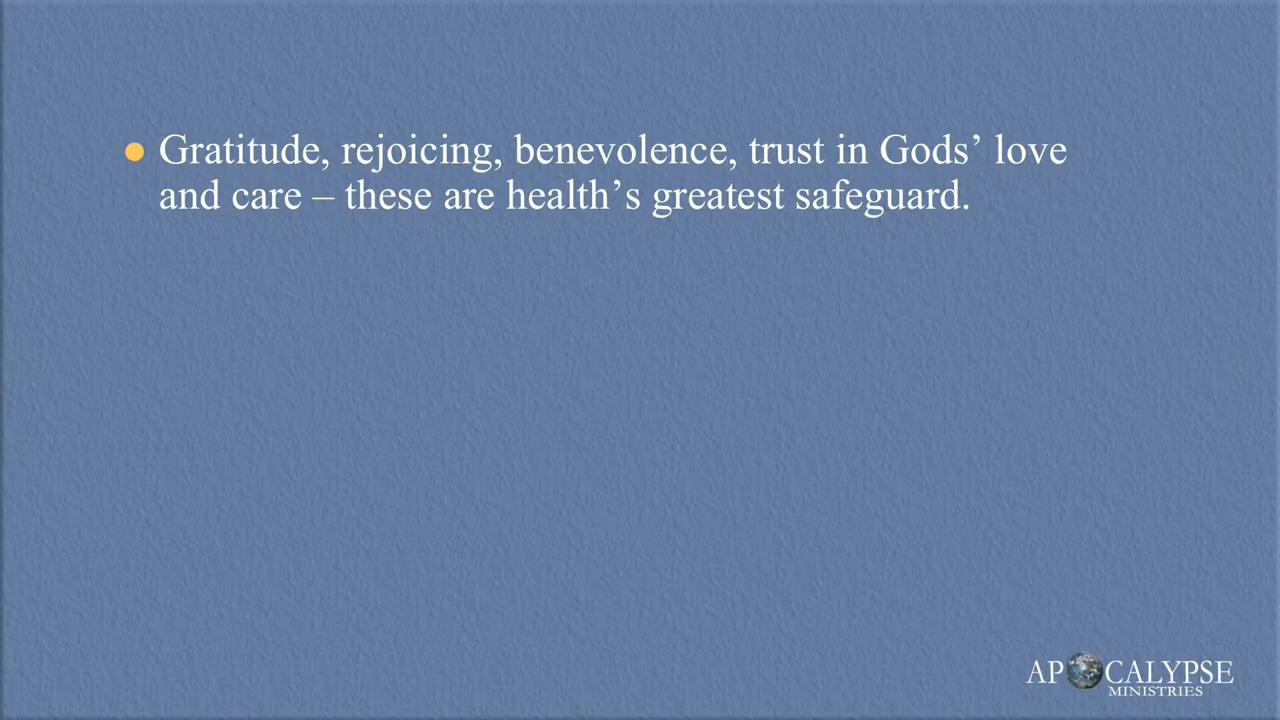 Gratitude, rejoicing, benevolence, trust in Gods’ love
and care – these are health’s greatest safeguard.
APOCALYPSE
MINISTRIES